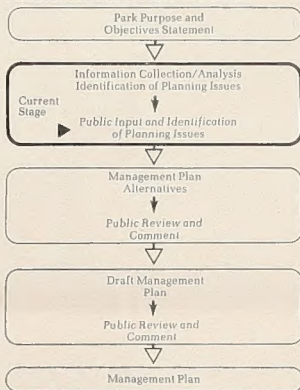 Park Purpose and
Objectives Statement
Information Collection/Analysis
Identification of Planning Issues
Current
Stage
Public Input and Identification
of Planning Issues
Management Plan
Alternatives
Public Review and
Comment
Draft Management
Plan
Public Review and
Comment
Management Plan